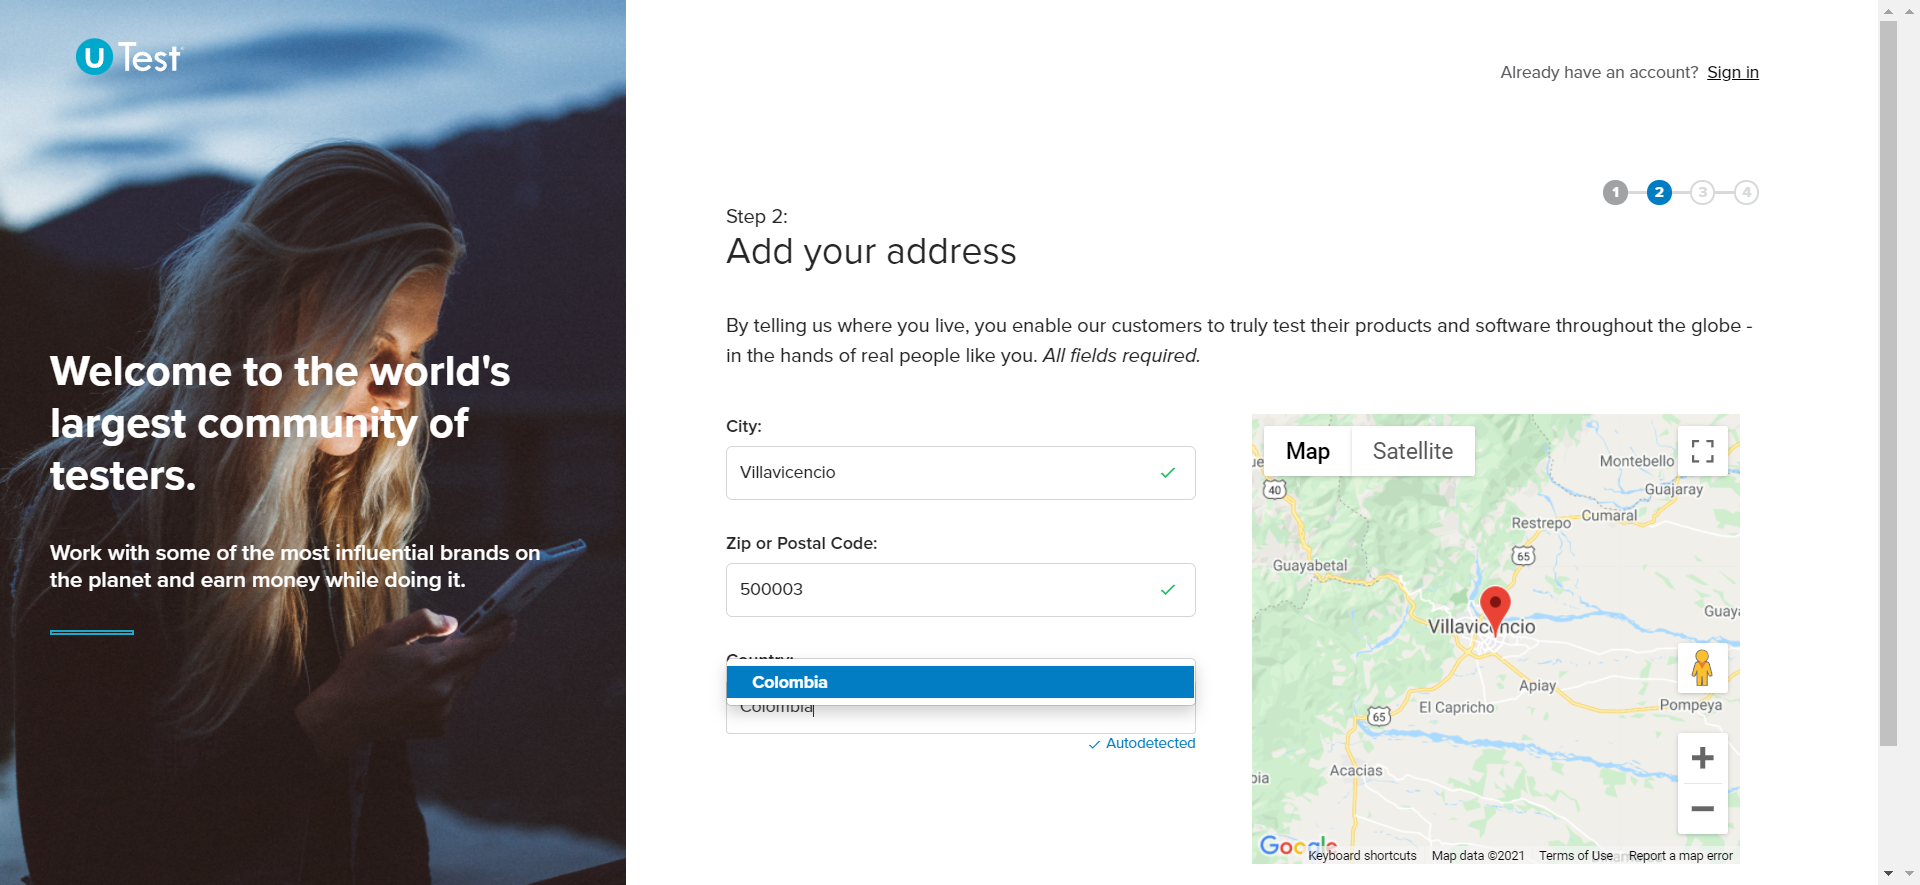 U Test
Already have an account? Sign in
1 2 3 4
Step 2:
Add your address
By telling us where you live, you enable our customers to truly test their products and software throughout the globe -
in the hands of real people like you. All fields required.
Welcome to the world's
largest community of
testers.
Work with some of the most influential brands on
the planet and earn money while doing it.
City:
Villavicencio
Zip or Postal Code:
500003
Country:
Colombia
Colombia
Autodetected
Map Satellite
Montebello
40
Guajaray
Cumaral
Restrepo
65
Guayabetal
Guaya
Villavicencio
Apiay
El Capricho
Pompeya
65
Acacias
bia
Google
Keyboard shortcuts Map data ©2021 Terms of Use Report a map error